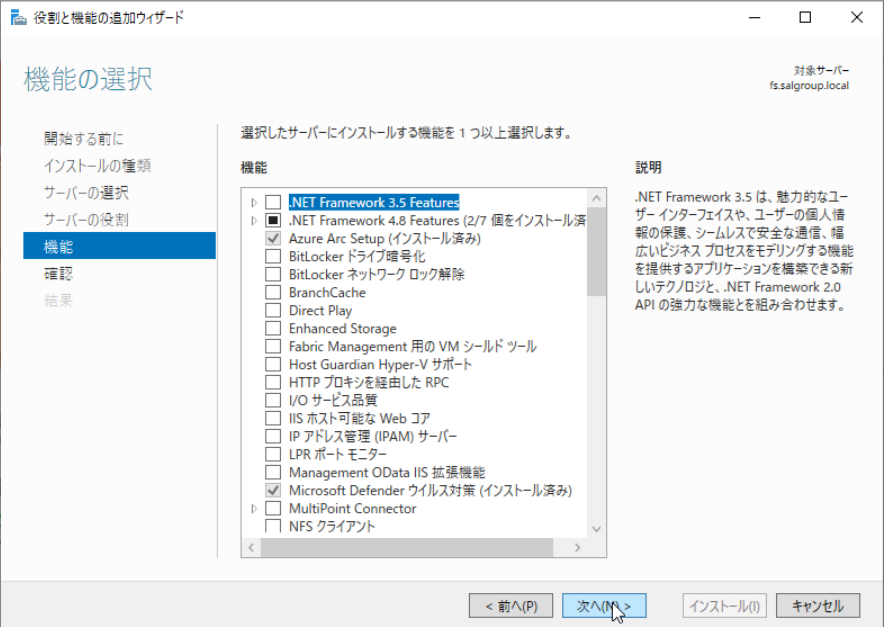 役割と機能の追加ウィザード
機能の選択
対象サーバー
fs.salgroup.local
開始する前に
インストールの種類
サーバーの選択
サーバーの役割
機能
確認
結果
選択したサーバーにインストールする機能を 1 つ以上選択します。
機能
.NET Framework 3.5 Features
.NET Framework 4.8 Features (2/7 個をインストール済
Azure Arc Setup (インストール済み)
BitLocker ドライブ暗号化
BitLocker ネットワーク ロック解除
BranchCache
Direct Play
Enhanced Storage
Fabric Management 用の VM シールド ツール
Host Guardian Hyper-V サポート
HTTP プロキシを経由した RPC
I/O サービス品質
IIS ホスト可能な Web コア
IP アドレス管理 (IPAM) サーバー
LPR ポート モニター
Management OData IIS 拡張機能
Microsoft Defender ウイルス対策 (インストール済み)
MultiPoint Connector
NFS クライアント
説明
.NET Framework 3.5 は、魅力的なユー
ザー インターフェイスや、ユーザーの個人情
報の保護、シームレスで安全な通信、幅
広いビジネス プロセスをモデリングする機能
を提供するアプリケーションを構築できる新
しいテクノロジと、.NET Framework 2.0
API の強力な機能とを組み合わせます。
< 前へ(P)
次へ(N) >
インストール(I)
キャンセル